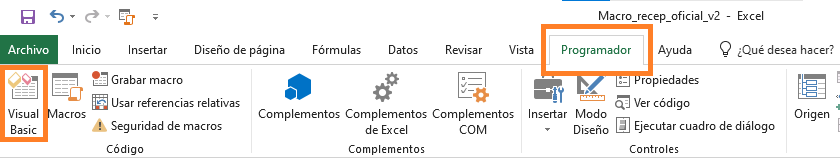 Macro_recep_oficial_v2 - Excel
Archivo Inicio Insertar Diseño de página Fórmulas Datos Revisar Vista Programador Ayuda ¿Qué desea hacer?
Visual Basic
Macros
Grabar macro
Usar referencias relativas
Seguridad de macros
Código
Complementos
Complementos de Excel
Complementos COM
Complementos
Insertar
Modo Diseño
Propiedades
Ver código
Ejecutar cuadro de diálogo
Controles
Origen